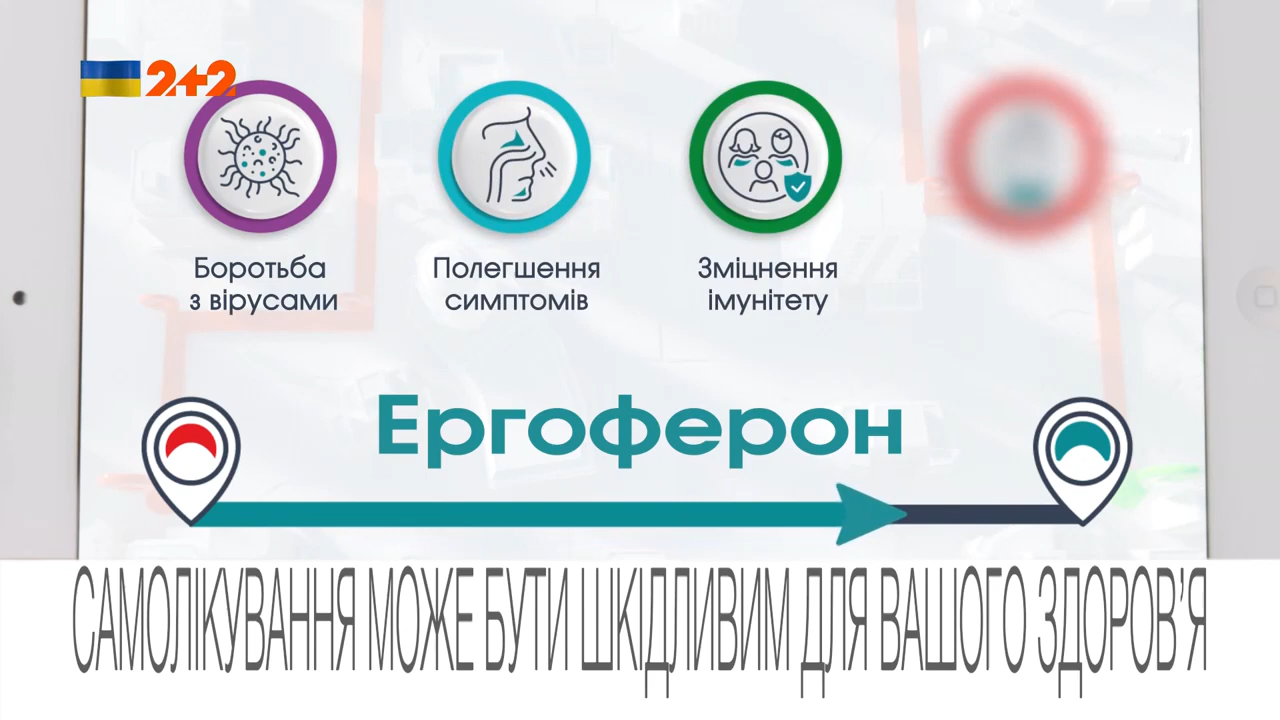 2+2
Боротьба
з вірусами
Полегшення
симптомів
Зміцнення
імунітету
Ергоферон
САМОЛІКУВАННЯ МОЖЕ БУТИ ШКІДЛИВИМ ДЛЯ ВАШОГО ЗДОРОВ’Я